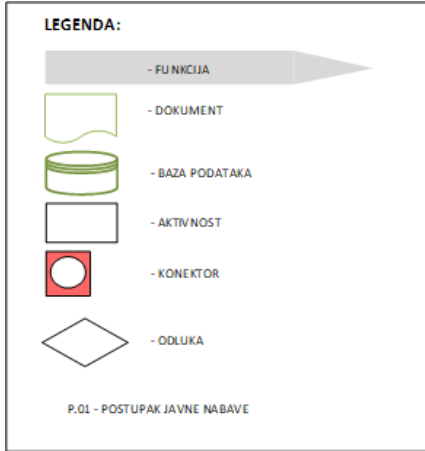 LEGENDA:
- FUNKCIJA
- DOKUMENT
- BAZA PODATAKA
- AKTIVNOST
- KONEKTOR
- ODLUKA
P.01 - POSTUPAK JAVNE NABAVE